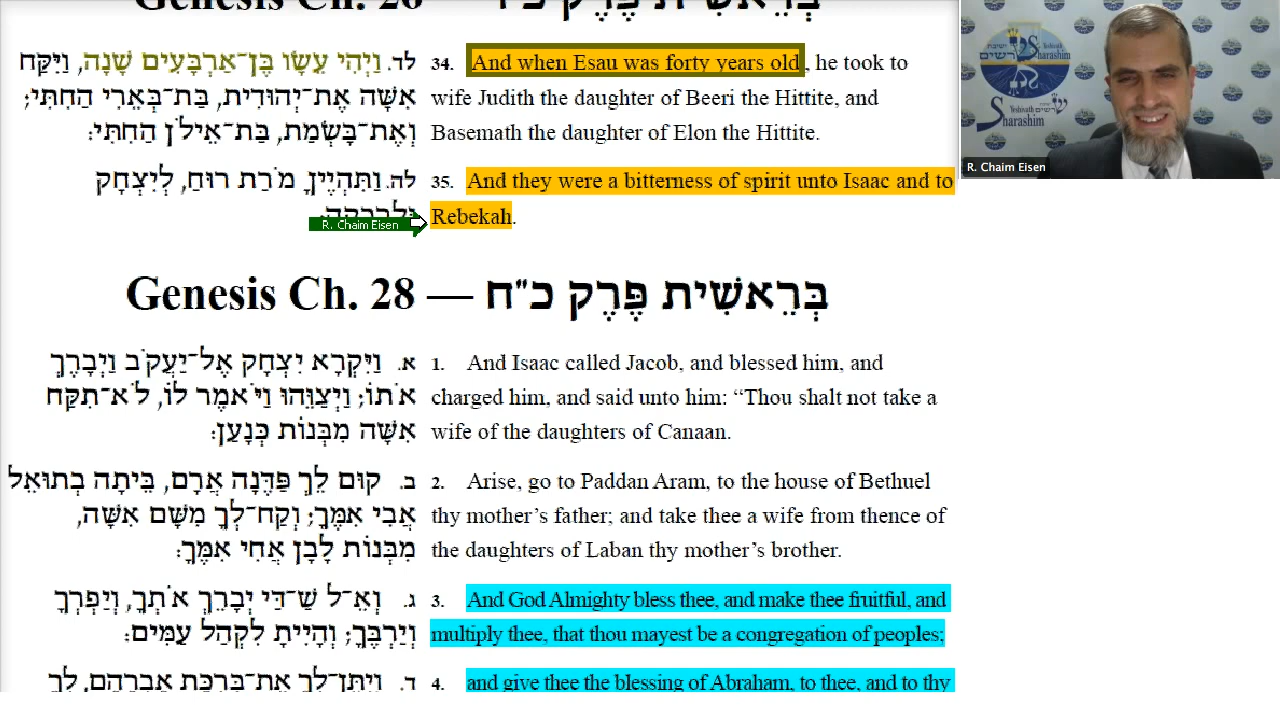 Genesis Ch. 26 — בְּרֵאשִׁית פֶּרֶק כ"ו
לד. וַיְהִי עֵשָׂו בֶּן־אַרְבָּעִים שָׁנָה, וַיִּקַּח
אִשָּׁה אֶת־יְהוּדִית, בַּת־בְּאֵרִי הַחִתִּי;
וְאֶת־בָּשְׂמַת, בַּת־אֵילֹן הַחִתִּי:
34. And when Esau was forty years old, he took to
wife Judith the daughter of Beeri the Hittite, and
Basemath the daughter of Elon the Hittite.
לה. וַתִּהְיֶיןָ מֹרַת רוּחַ, לְיִצְחָק
R. Chaim Eisen
35. And they were a bitterness of spirit unto Isaac and to
Rebekah.
Genesis Ch. 28 — בְּרֵאשִׁית פֶּרֶק כ"ח
א. וַיִּקְרָא יִצְחָק אֶל־יַעֲקֹב וַיְבָרֶךְ
אֹתוֹ; וַיְצַוֵּהוּ וַיֹּאמֶר לוֹ, לֹא־תִקַּח
אִשָּׁה מִבְּנוֹת כְּנָעַן:
1. And Isaac called Jacob, and blessed him, and
charged him, and said unto him: “Thou shalt not take a
wife of the daughters of Canaan.
ב. קוּם לֵךְ פַּדֶּנָה אֲרָם, בֵּיתָה בְתוּאֵל
אֲבִי אִמֶּךָ; וְקַח־לְךָ מִשָּׁם אִשָּׁה,
מִבְּנוֹת לָבָן אֲחִי אִמֶּךָ:
2. Arise, go to Paddan Aram, to the house of Bethuel
thy mother’s father; and take thee a wife from thence of
the daughters of Laban thy mother’s brother.
ג. וְאֵ־ל שַׁ־דַּי יְבָרֵךְ אֹתְךָ, וְיַפְרְךָ
וְיַרְבֶּךָ; וְהָיִיתָ לִקְהַל עַמִּים:
3. And God Almighty bless thee, and make thee fruitful, and
multiply thee, that thou mayest be a congregation of peoples;
ד. וְיִתֶּן־לְךָ אֶת־בִּרְכַּת אַבְרָהָם, לְךָ
4. and give thee the blessing of Abraham, to thee, and to thy
Yeshivath
Sharashim
Yeshivath
Sharashim
R. Chaim Eisen